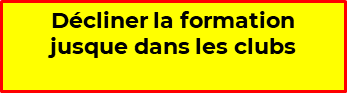 Décliner la formation
jusque dans les clubs